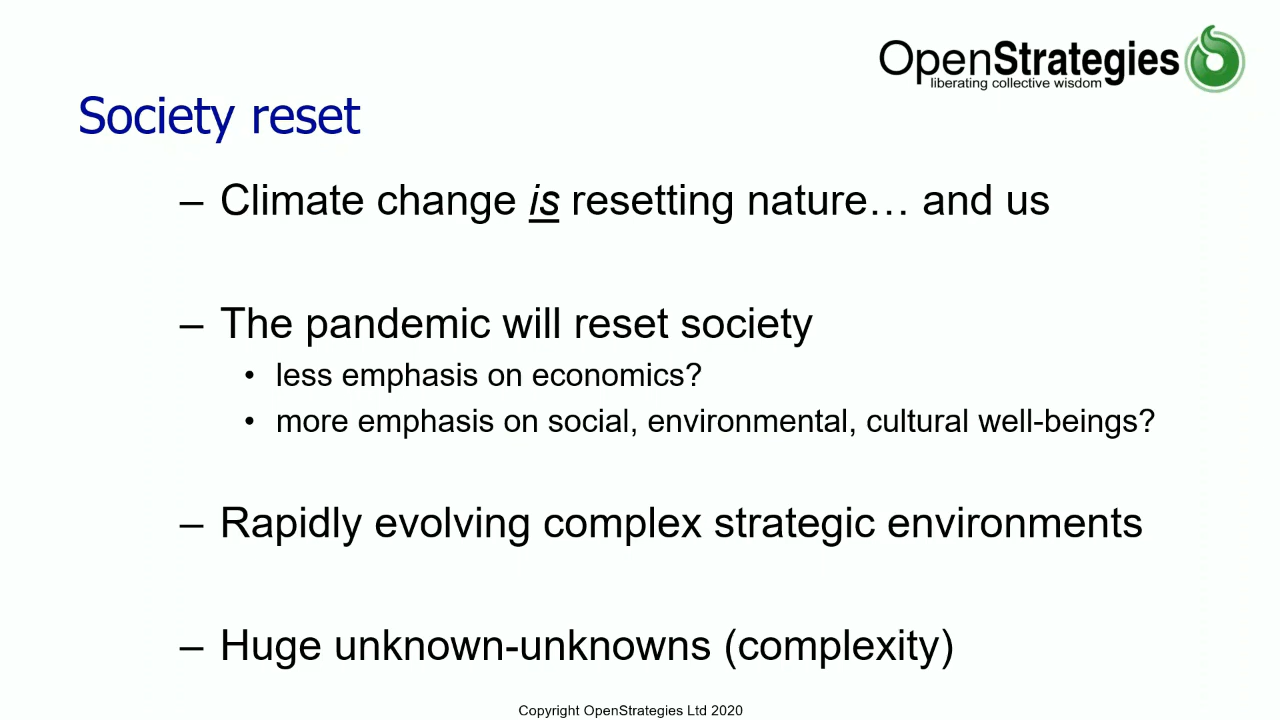 OpenStrategies
liberating collective wisdom
Society reset
– Climate change is resetting nature… and us
– The pandemic will reset society
• less emphasis on economics?
• more emphasis on social, environmental, cultural well-beings?
– Rapidly evolving complex strategic environments
– Huge unknown-unknowns (complexity)
Copyright OpenStrategies Ltd 2020